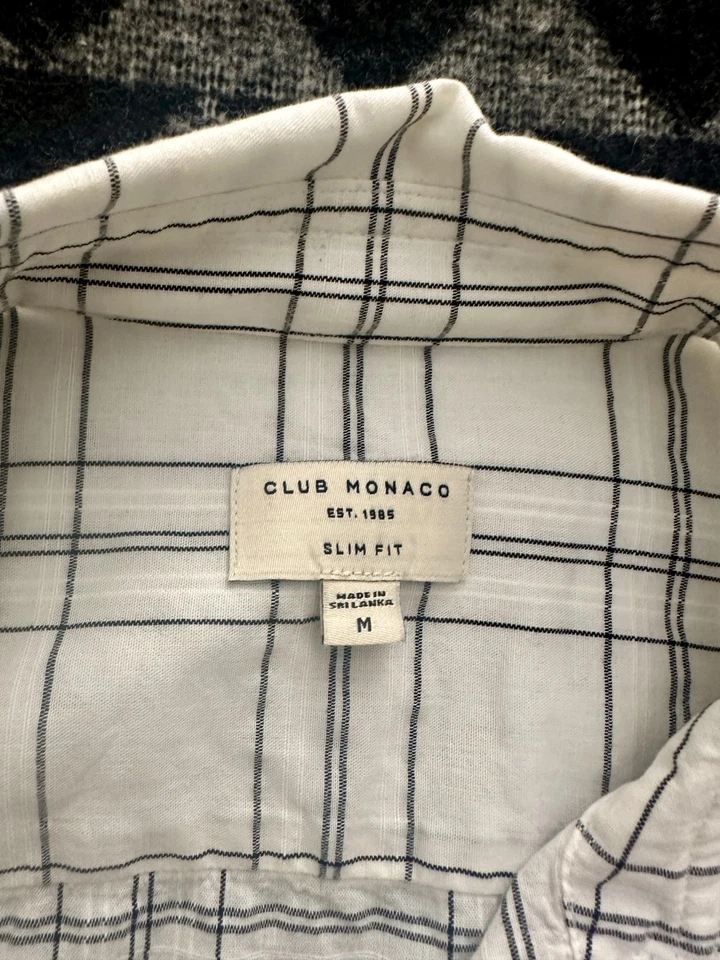 CLUB MONACO
EST. 1985
SLIM FIT
MADE IN
SRI LANKA
M